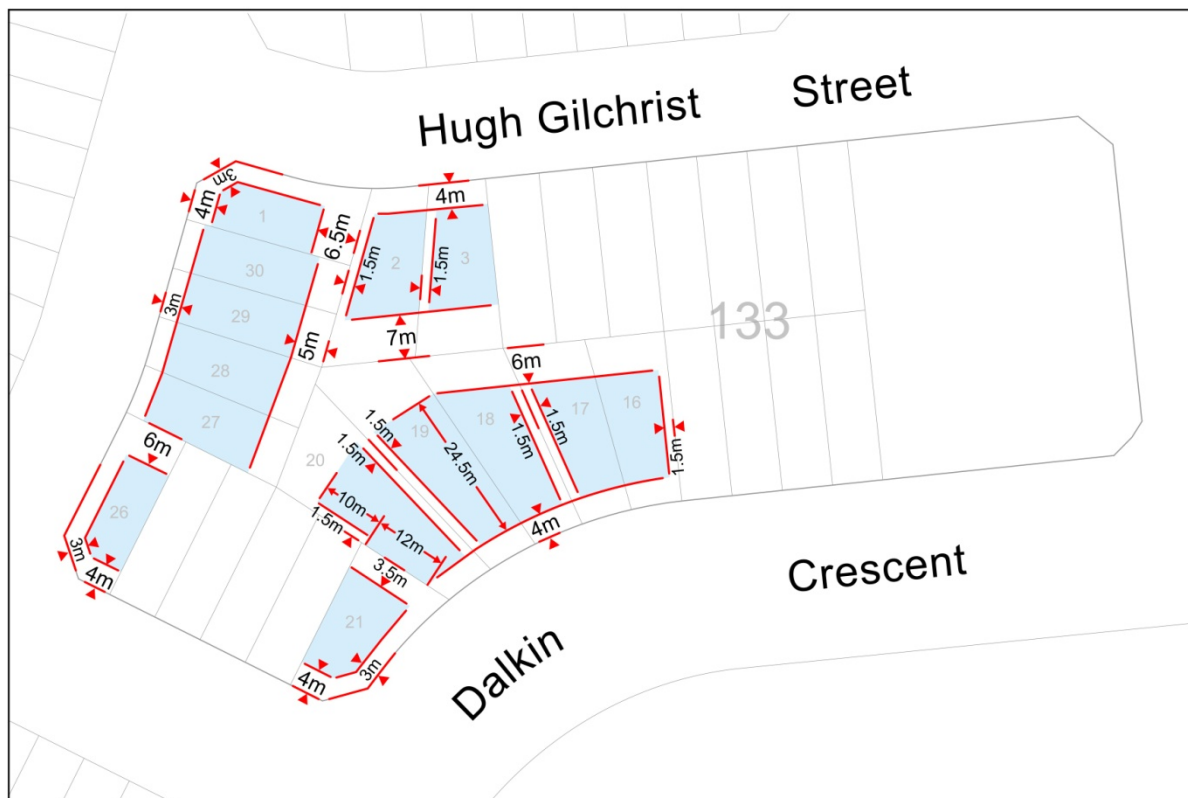 Hugh Gilchrist Street
3m
4m
1
6.5m
4m
2
1.5m
1.5m
3
30
29
3m
28
5m
27
7m
133
6m
19
18
17
16
1.5m
1.5m
24.5m
1.5m
1.5m
1.5m
20
6m
26
10m
1.5m
12m
4m
3m
4m
3.5m
21
4m
3m
Dalkin Crescent